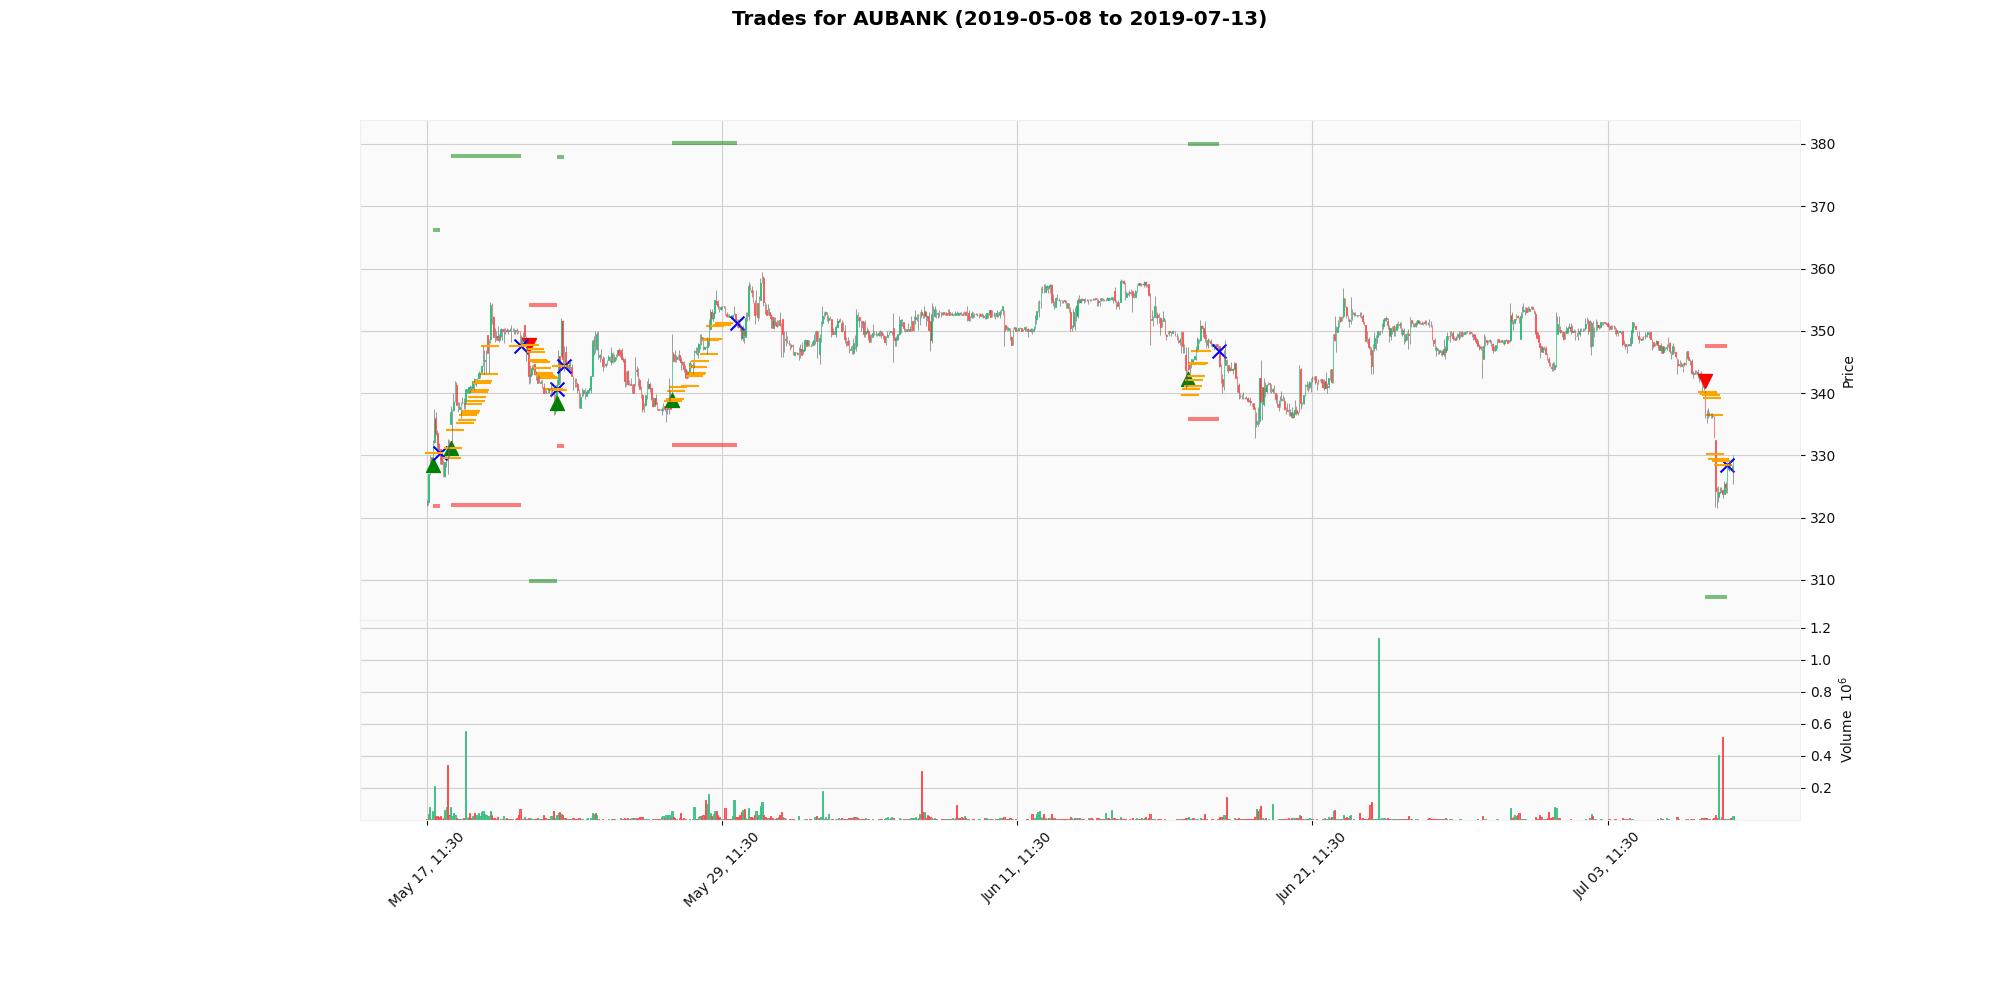 Trades for AUBANK (2019-05-08 to 2019-07-13)
380
370
360
350
340
330
320
310
Price
1.2
1.0
0.8
0.6
0.4
0.2
Volume 10^6
May 17, 11:30
May 29, 11:30
Jun 11, 11:30
Jun 21, 11:30
Jul 03, 11:30